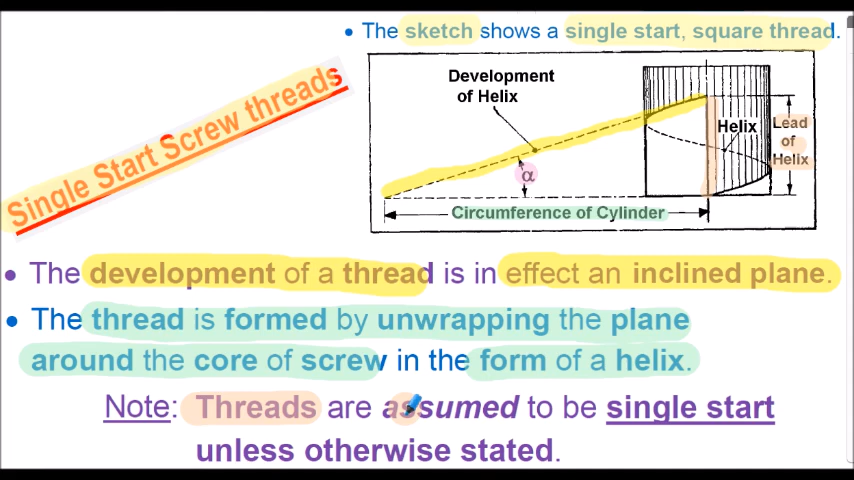 • The sketch shows a single start, square thread.
Single Start Screw threads
Development
of Helix
Helix
Lead
of
Helix
α
Circumference of Cylinder
• The development of a thread is in effect an inclined plane.
• The thread is formed by unwrapping the plane
around the core of screw in the form of a helix.
Note: Threads are assumed to be single start
unless otherwise stated.